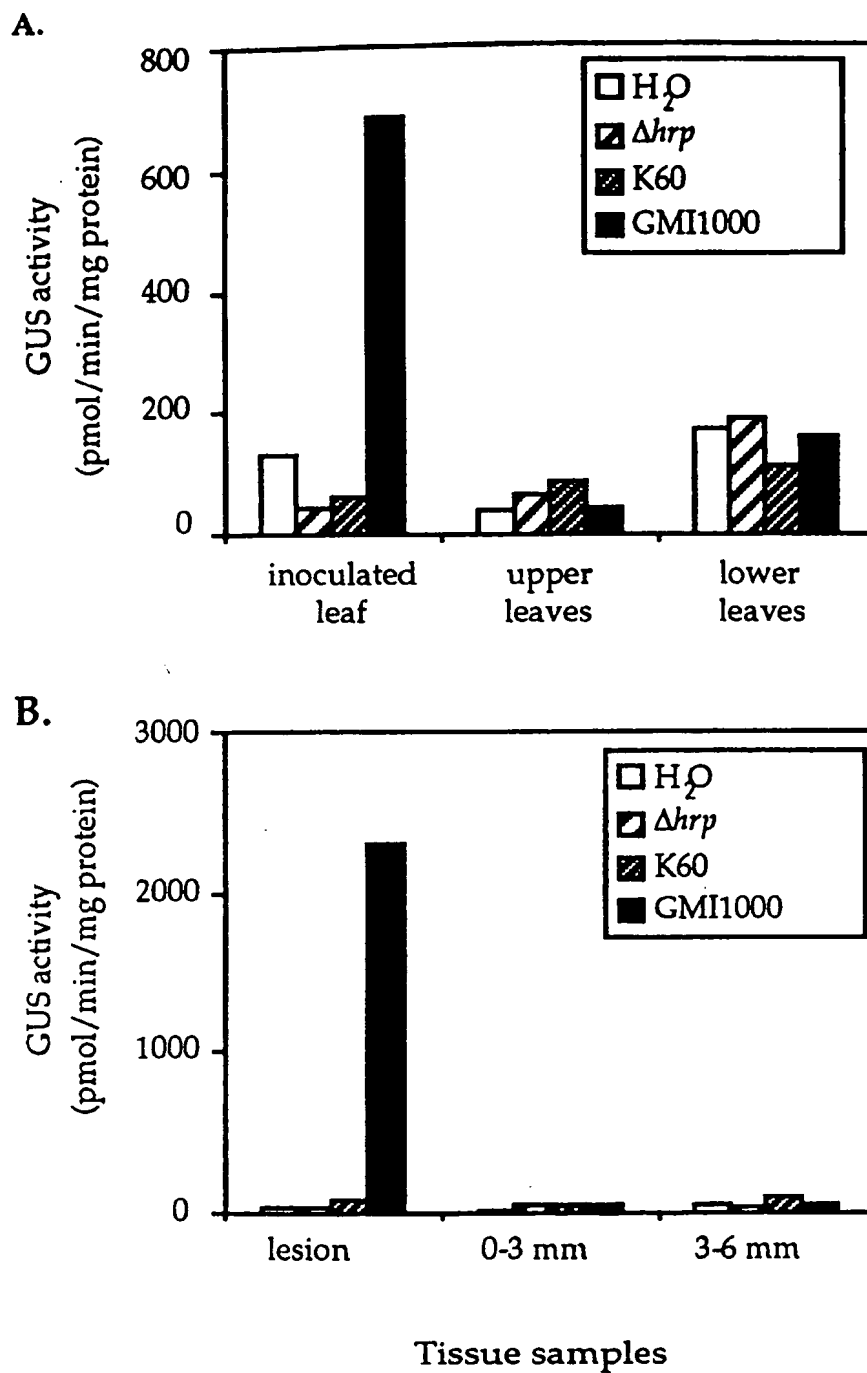 A.
GUS activity
(pmol/min/mg protein)
800
600
400
200
0
H₂O
Δhrp
K60
GMI1000
inoculated leaf
upper leaves
lower leaves
B.
GUS activity
(pmol/min/mg protein)
3000
2000
1000
0
H₂O
Δhrp
K60
GMI1000
lesion
0-3 mm
3-6 mm
Tissue samples